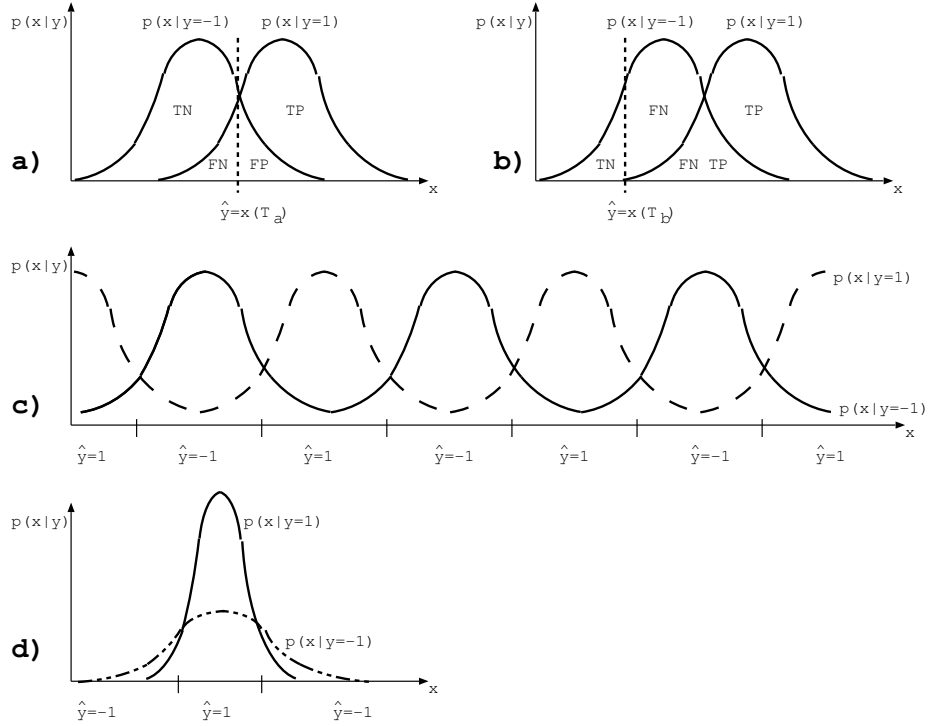 p(x|y)
p(x|y=-1) p(x|y=1)
TN TP
FN FP
a)
x
ŷ=x(T_a)
p(x|y)
p(x|y=-1) p(x|y=1)
FN TP
TN FN TP
b)
x
ŷ=x(T_b)
p(x|y)
p(x|y=1)
c)
p(x|y=-1)
x
ŷ=1 ŷ=-1 ŷ=1 ŷ=-1 ŷ=1 ŷ=-1 ŷ=1
p(x|y)
p(x|y=1)
p(x|y=-1)
d)
x
ŷ=-1 ŷ=1 ŷ=-1